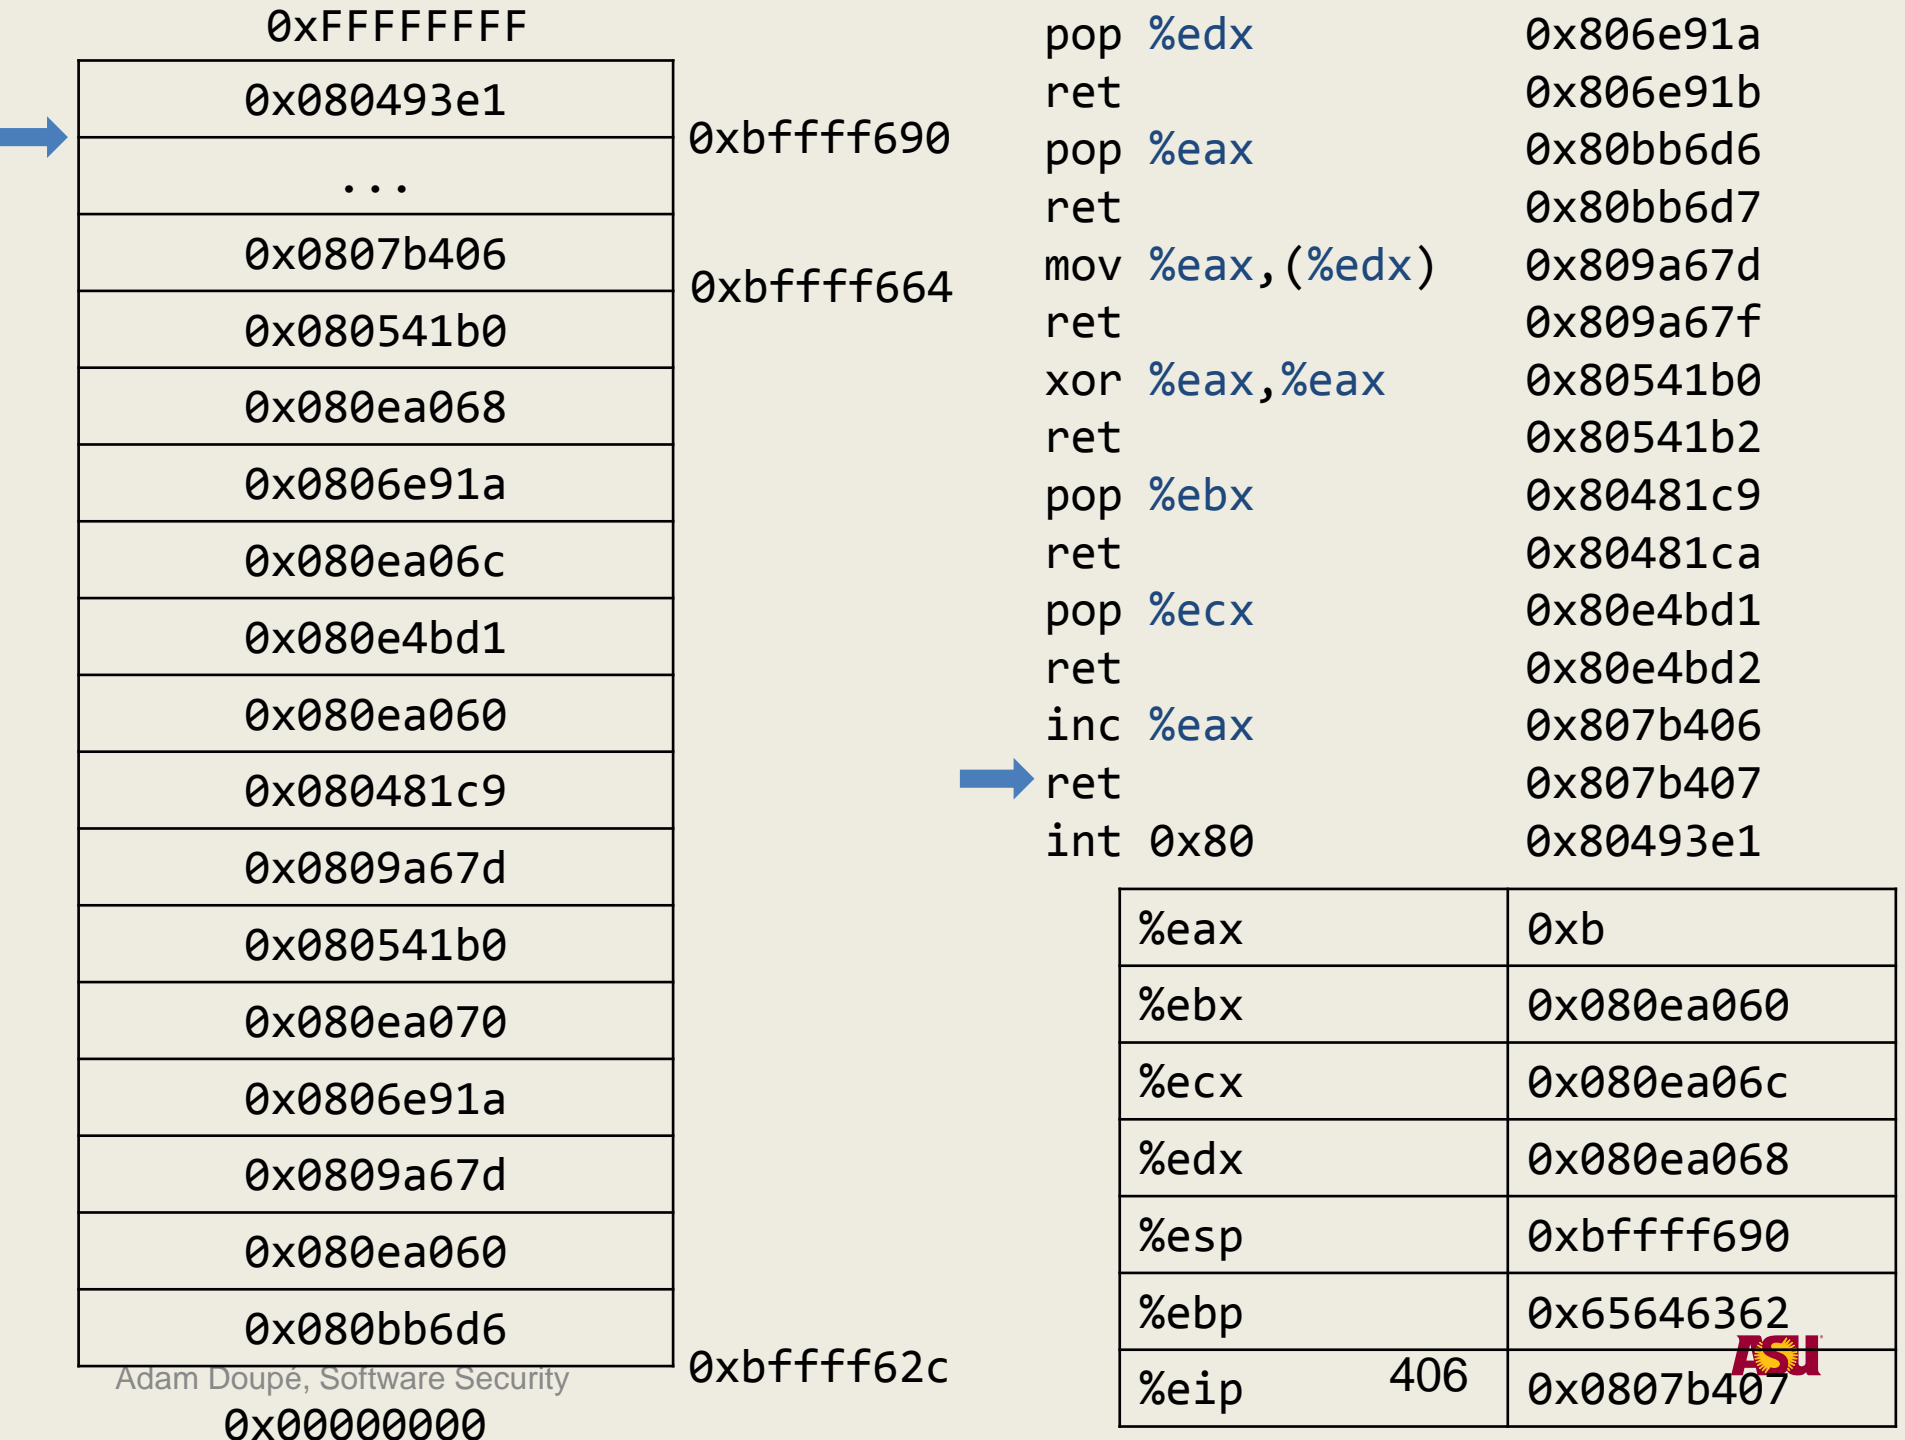 0xFFFFFFFF
0x080493e1
0xbffff690
...
0x0807b406
0xbffff664
0x080541b0
0x080ea068
0x0806e91a
0x080ea06c
0x080e4bd1
0x080ea060
0x080481c9
0x0809a67d
0x080541b0
0x080ea070
0x0806e91a
0x0809a67d
0x080ea060
0x080bb6d6
0xbffff62c
Adam Doupé, Software Security
0x00000000
pop %edx 0x806e91a
ret 0x806e91b
pop %eax 0x80bb6d6
ret 0x80bb6d7
mov %eax,(%edx) 0x809a67d
ret 0x809a67f
xor %eax,%eax 0x80541b0
ret 0x80541b2
pop %ebx 0x80481c9
ret 0x80481ca
pop %ecx 0x80e4bd1
ret 0x80e4bd2
inc %eax 0x807b406
ret 0x807b407
int 0x80 0x80493e1
%eax 0xb
%ebx 0x080ea060
%ecx 0x080ea06c
%edx 0x080ea068
%esp 0xbffff690
%ebp 0x65646362
%eip 0x0807b407
406
ASU